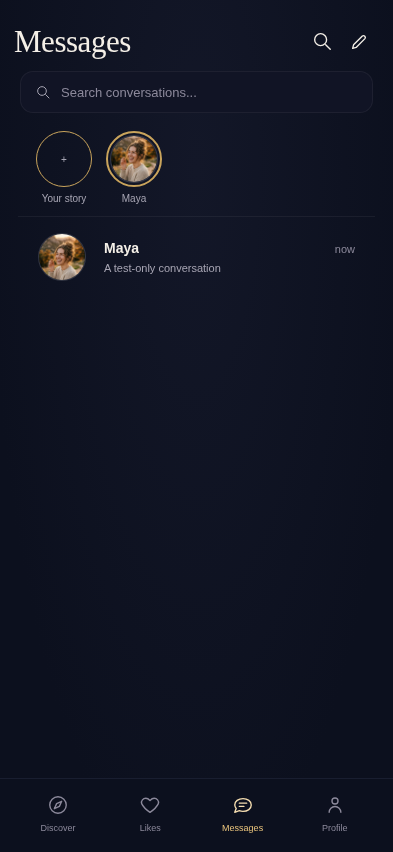 Messages
Search conversations...
+
Your story
Maya
Maya
now
A test-only conversation
Discover
Likes
Messages
Profile